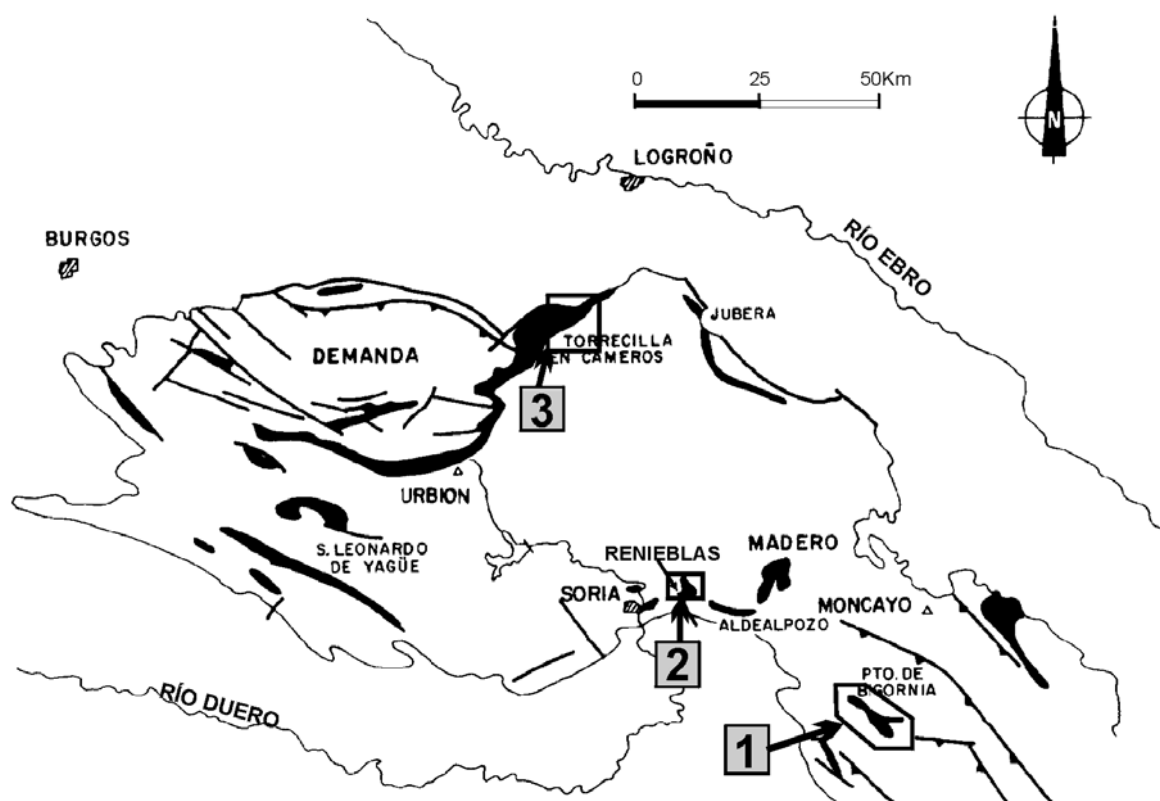 0 25 50Km
N
LOGROÑO
BURGOS
RÍO EBRO
JUBERA
TORRECILLA
EN CAMEROS
DEMANDA
3
URBION
S. LEONARDO
DE YAGÜE
RENIEBLAS
MADERO
SORIA
MONCAYO
ALDEALPOZO
2
PTO. DE
BIGORNIA
RÍO DUERO
1